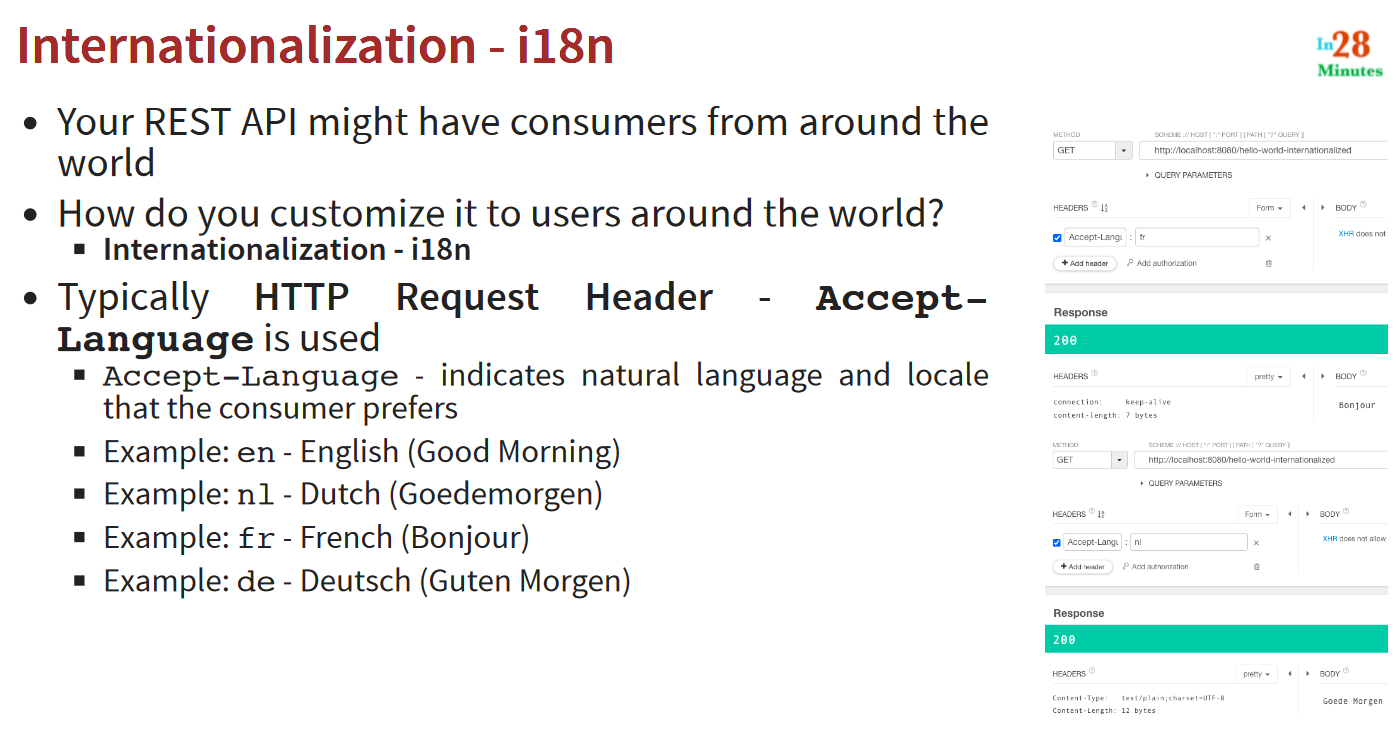 Internationalization - i18n
In28
Minutes
Your REST API might have consumers from around the
world
How do you customize it to users around the world?
Internationalization - i18n
Typically HTTP Request Header - Accept-
Language is used
Accept-Language - indicates natural language and locale
that the consumer prefers
Example: en - English (Good Morning)
Example: nl - Dutch (Goedemorgen)
Example: fr - French (Bonjour)
Example: de - Deutsch (Guten Morgen)
METHOD SCHEME :// HOST [ ":" PORT ] [ PATH [ "?" QUERY ]]
GET http://localhost:8080/hello-world-internationalized
QUERY PARAMETERS
HEADERS Form BODY
Accept-Langu : fr XHR does not
+ Add header Add authorization
Response
200
HEADERS pretty BODY
connection: keep-alive Bonjour
content-length: 7 bytes
METHOD SCHEME :// HOST [ ":" PORT ] [ PATH [ "?" QUERY ]]
GET http://localhost:8080/hello-world-internationalized
QUERY PARAMETERS
HEADERS Form BODY
Accept-Langu : nl XHR does not allow
+ Add header Add authorization
Response
200
HEADERS pretty BODY
Content-Type: text/plain;charset=UTF-8 Goede Morgen
Content-Length: 12 bytes